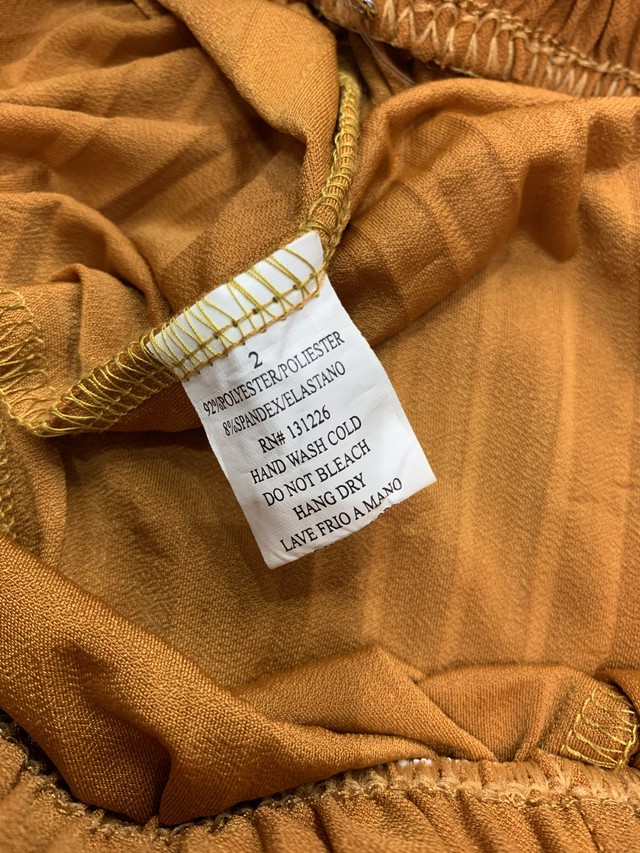 2
92%POLYESTER/POLIESTER
8%SPANDEX/ELASTANO
RN# 131226
HAND WASH COLD
DO NOT BLEACH
HANG DRY
LAVE FRIO A MANO